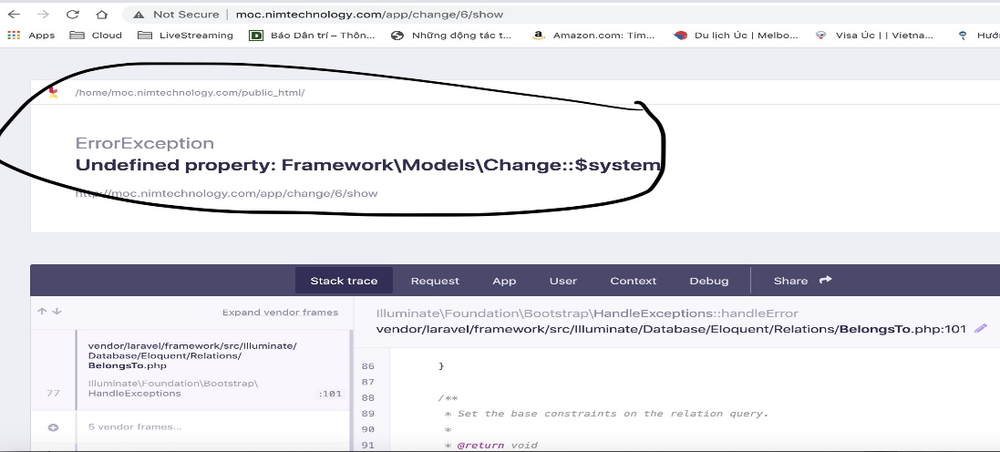 Not Secure | moc.nimtechnology.com/app/change/6/show
Apps Cloud LiveStreaming Báo Dân trí – Thôn... Những động tác t... Amazon.com: Tim... Du lịch Úc | Melbo... Visa Úc | | Vietna... Hướ
/home/moc.nimtechnology.com/public_html/
ErrorException
Undefined property: Framework\Models\Change::$system
http://moc.nimtechnology.com/app/change/6/show
Stack trace Request App User Context Debug Share
Expand vendor frames
Illuminate\Foundation\Bootstrap\HandleExceptions::handleError
vendor/laravel/framework/src/Illuminate/Database/Eloquent/Relations/BelongsTo.php:101
vendor/laravel/framework/src/Illuminate/
Database/Eloquent/Relations/
BelongsTo.php
Illuminate\Foundation\Bootstrap\
77 HandleExceptions :101
5 vendor frames...
86 }
87
88 /**
89 * Set the base constraints on the relation query.
90 *
91 * @return void